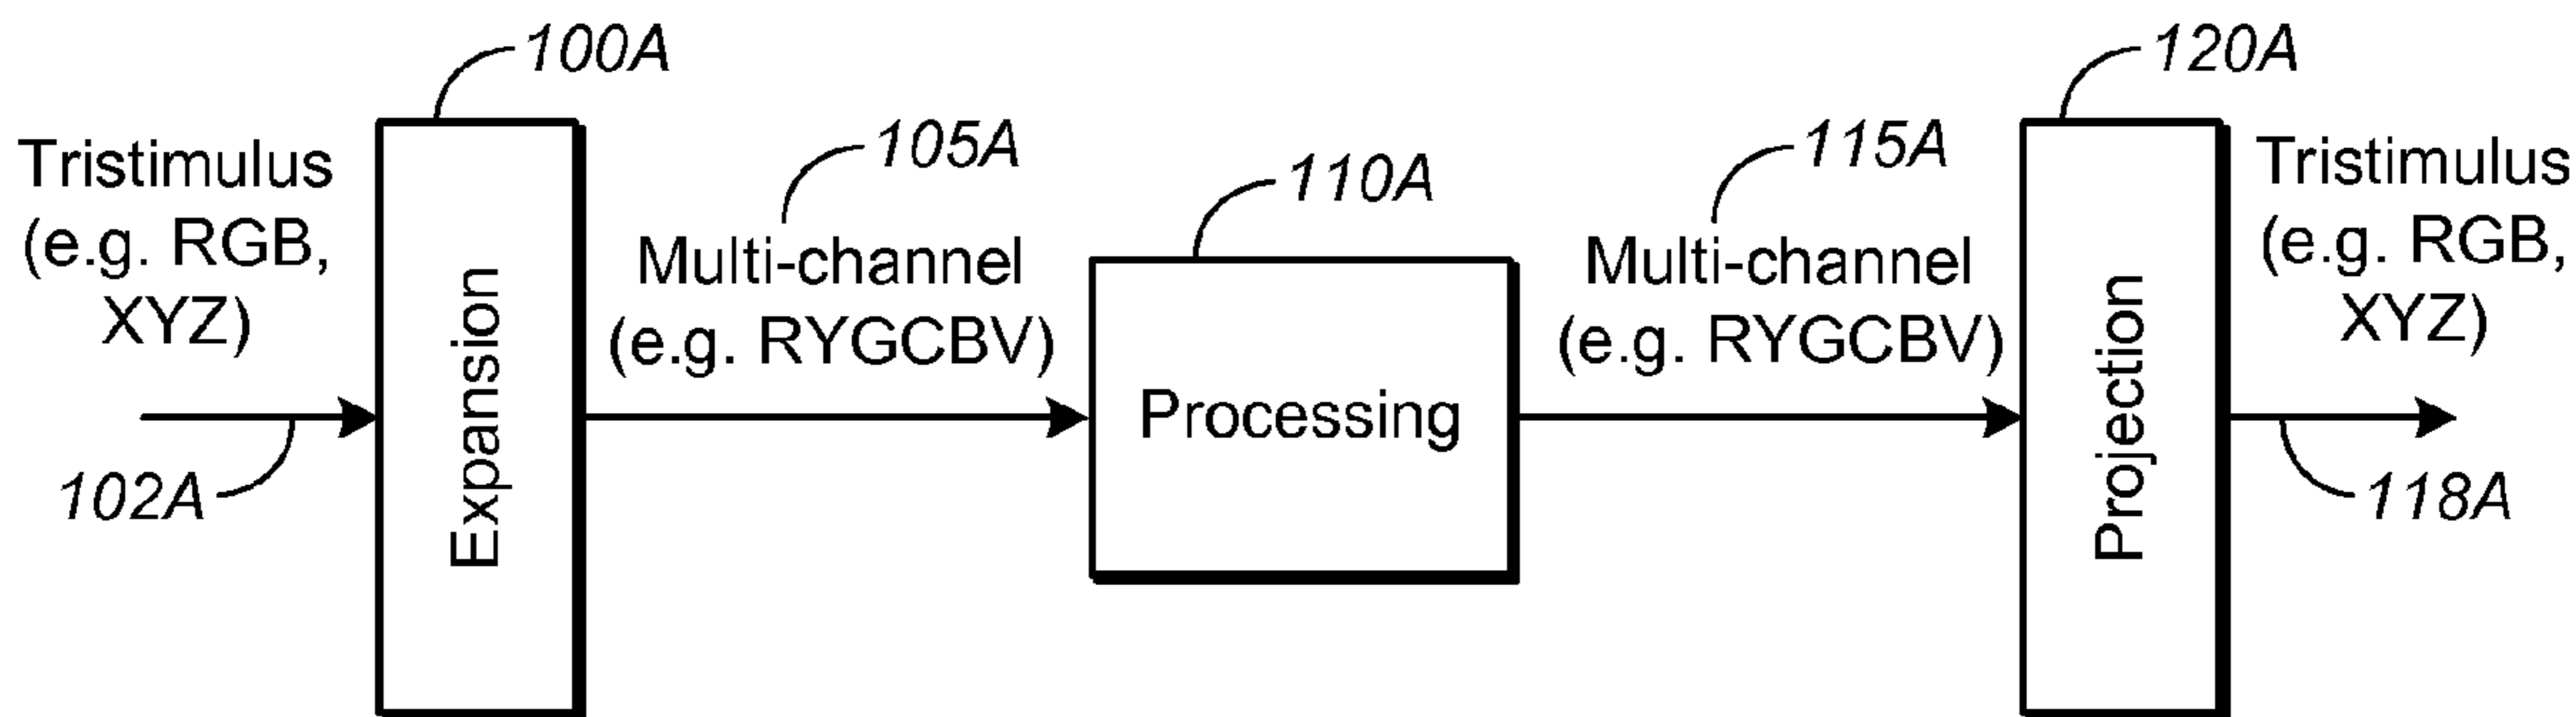 100A
Tristimulus
(e.g. RGB,
XYZ)
102A
Expansion
105A
Multi-channel
(e.g. RYGCBV)
110A
Processing
115A
Multi-channel
(e.g. RYGCBV)
120A
Projection
Tristimulus
(e.g. RGB,
XYZ)
118A